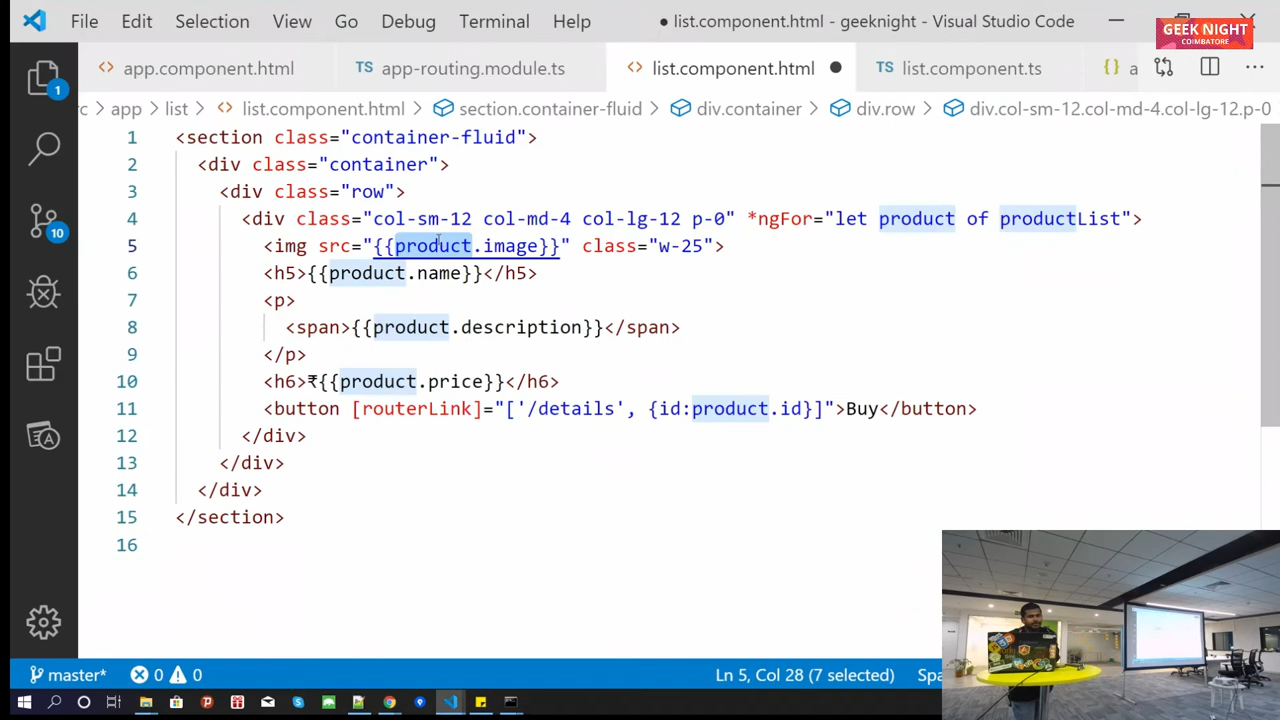 File Edit Selection View Go Debug Terminal Help
● list.component.html - geeknight - Visual Studio Code
GEEK NIGHT
COIMBATORE
app.component.html
TS app-routing.module.ts
list.component.html ●
TS list.component.ts
{} a
rc > app > list > list.component.html > section.container-fluid > div.container > div.row > div.col-sm-12.col-md-4.col-lg-12.p-0
1 <section class="container-fluid">
2 <div class="container">
3 <div class="row">
4 <div class="col-sm-12 col-md-4 col-lg-12 p-0" *ngFor="let product of productList">
5 <img src="{{product.image}}" class="w-25">
6 <h5>{{product.name}}</h5>
7 <p>
8 <span>{{product.description}}</span>
9 </p>
10 <h6>₹{{product.price}}</h6>
11 <button [routerLink]="['/details', {id:product.id}]">Buy</button>
12 </div>
13 </div>
14 </div>
15 </section>
16
1
10
master* 0 0
Ln 5, Col 28 (7 selected)
Spa